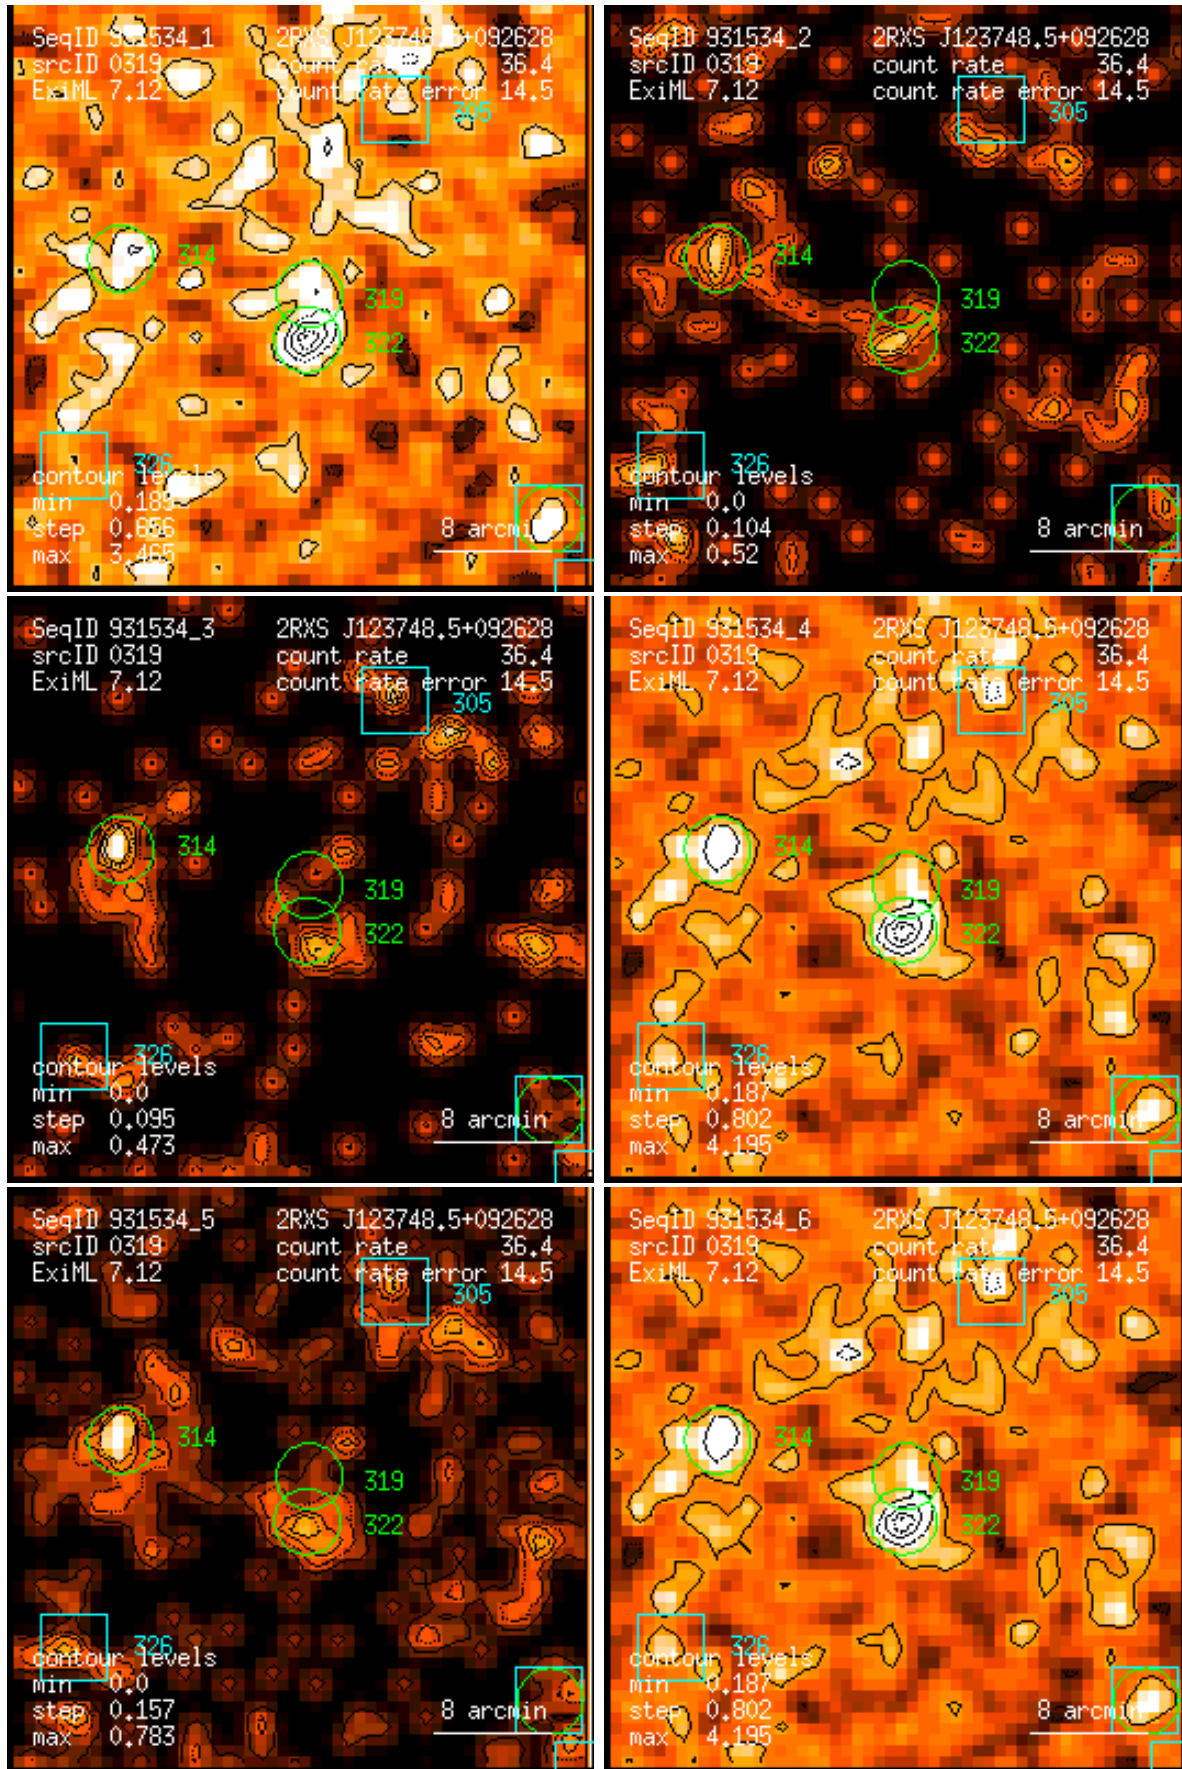 SeqID 931534_1 2RXS J123748.5+092628
srcID 0319 count rate 36.4
ExiML 7.12 count rate error 14.5
305
314
319
322
326
contour levels
min 0.185
step 0.656 8 arcmin
max 3.465
SeqID 931534_2 2RXS J123748.5+092628
srcID 0319 count rate 36.4
ExiML 7.12 count rate error 14.5
305
314
319
322
326
contour levels
min 0.0
step 0.104 8 arcmin
max 0.52
SeqID 931534_3 2RXS J123748.5+092628
srcID 0319 count rate 36.4
ExiML 7.12 count rate error 14.5
305
314
319
322
326
contour levels
min 0.0
step 0.095 8 arcmin
max 0.473
SeqID 931534_4 2RXS J123748.5+092628
srcID 0319 count rate 36.4
ExiML 7.12 count rate error 14.5
305
314
319
322
326
contour levels
min 0.187
step 0.802 8 arcmin
max 4.195
SeqID 931534_5 2RXS J123748.5+092628
srcID 0319 count rate 36.4
ExiML 7.12 count rate error 14.5
305
314
319
322
326
contour levels
min 0.0
step 0.157 8 arcmin
max 0.783
SeqID 931534_6 2RXS J123748.5+092628
srcID 0319 count rate 36.4
ExiML 7.12 count rate error 14.5
305
314
319
322
326
contour levels
min 0.187
step 0.802 8 arcmin
max 4.195